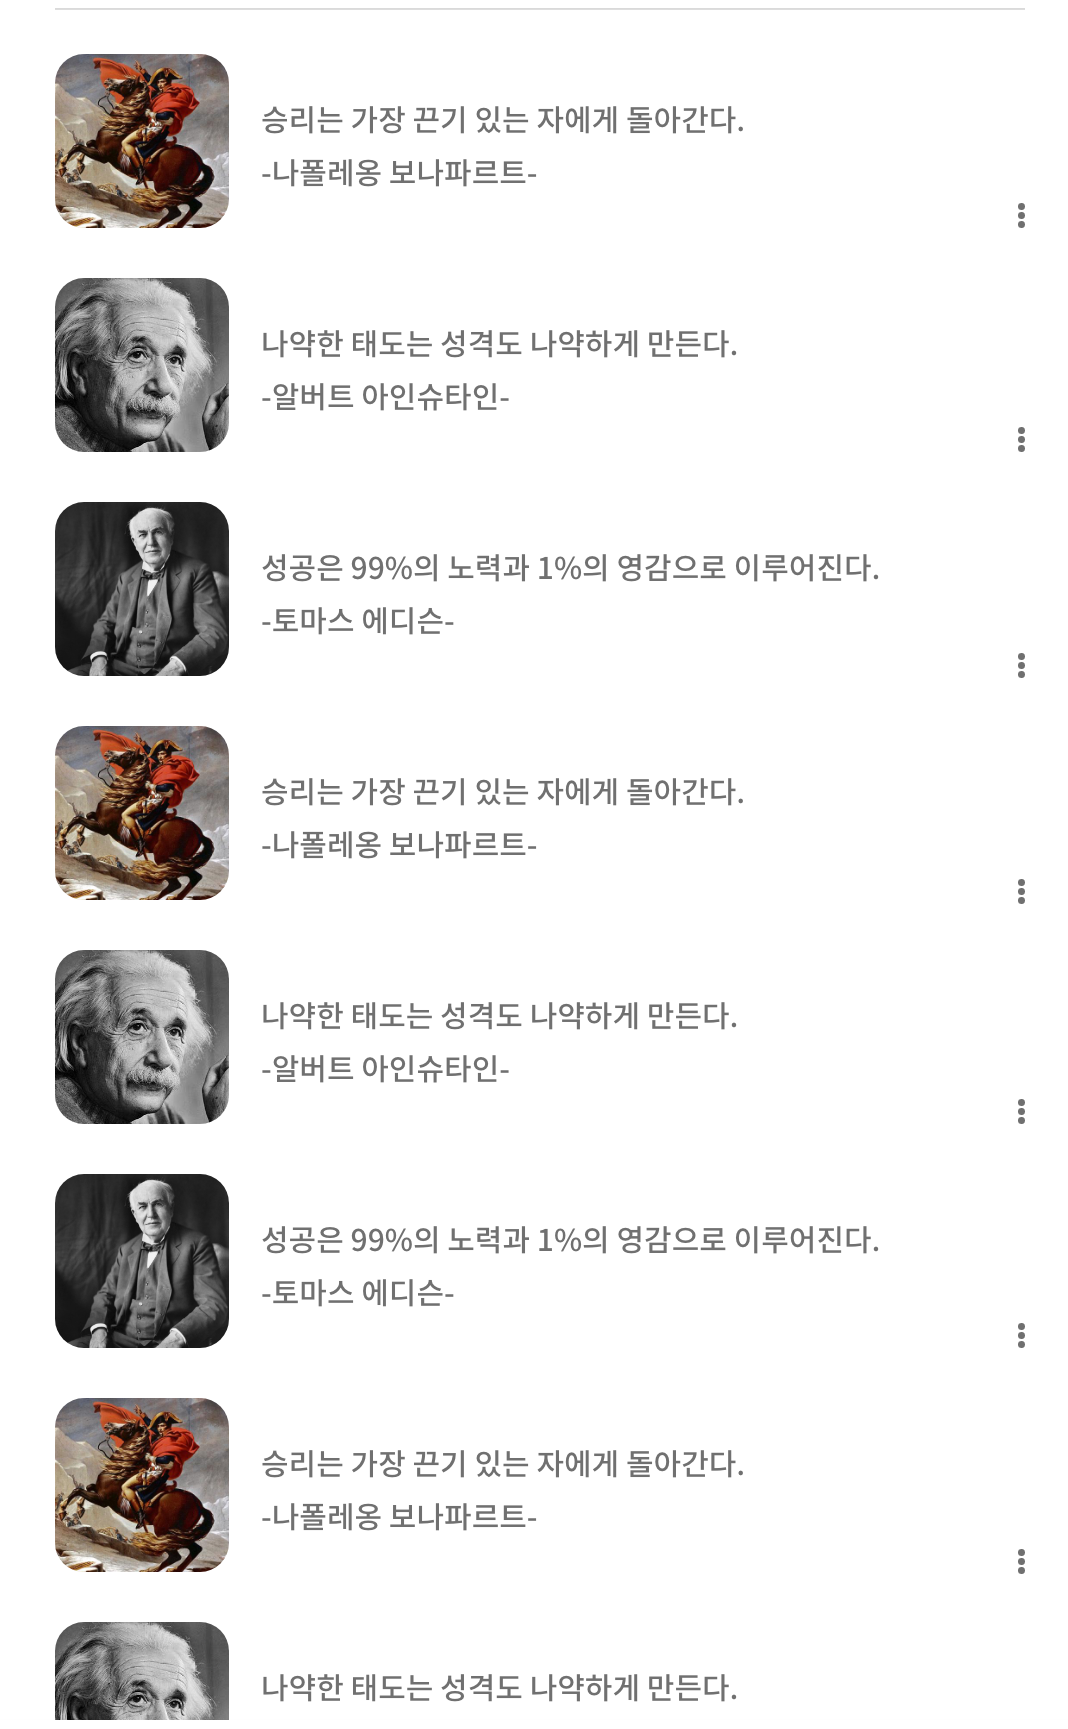 승리는 가장 끈기 있는 자에게 돌아간다.
-나폴레옹 보나파르트-
나약한 태도는 성격도 나약하게 만든다.
-알버트 아인슈타인-
성공은 99%의 노력과 1%의 영감으로 이루어진다.
-토마스 에디슨-
승리는 가장 끈기 있는 자에게 돌아간다.
-나폴레옹 보나파르트-
나약한 태도는 성격도 나약하게 만든다.
-알버트 아인슈타인-
성공은 99%의 노력과 1%의 영감으로 이루어진다.
-토마스 에디슨-
승리는 가장 끈기 있는 자에게 돌아간다.
-나폴레옹 보나파르트-
나약한 태도는 성격도 나약하게 만든다.